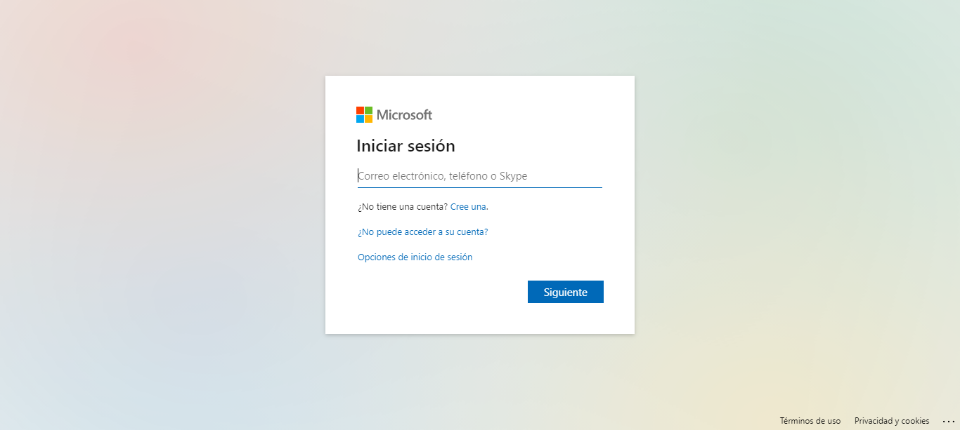 Microsoft
Iniciar sesión
Correo electrónico, teléfono o Skype
¿No tiene una cuenta? Cree una.
¿No puede acceder a su cuenta?
Opciones de inicio de sesión
Siguiente
Términos de uso Privacidad y cookies ...